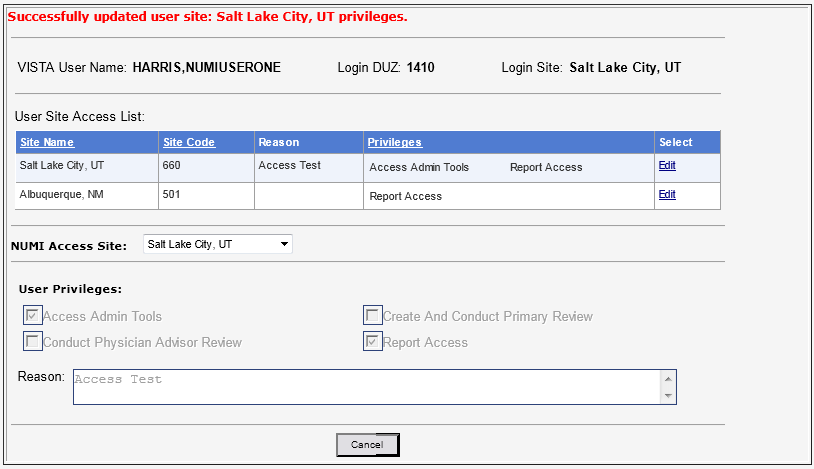 Successfully updated user site: Salt Lake City, UT privileges.
VISTA User Name: HARRIS,NUMIUSERONE Login DUZ: 1410 Login Site: Salt Lake City, UT
User Site Access List:
Site Name Site Code Reason Privileges Select
Salt Lake City, UT 660 Access Test Access Admin Tools Report Access Edit
Albuquerque, NM 501 Report Access Edit
NUMI Access Site: Salt Lake City, UT
User Privileges:
Access Admin Tools Create And Conduct Primary Review
Conduct Physician Advisor Review Report Access
Reason: Access Test
Cancel